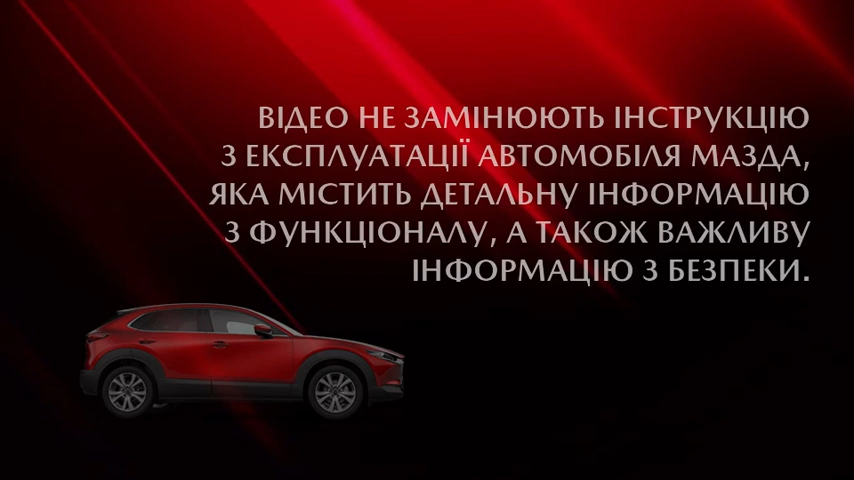 ВІДЕО НЕ ЗАМІНЮЮТЬ ІНСТРУКЦІЮ
З ЕКСПЛУАТАЦІЇ АВТОМОБІЛЯ МАЗДА,
ЯКА МІСТИТЬ ДЕТАЛЬНУ ІНФОРМАЦІЮ
З ФУНКЦІОНАЛУ, А ТАКОЖ ВАЖЛИВУ
ІНФОРМАЦІЮ З БЕЗПЕКИ.